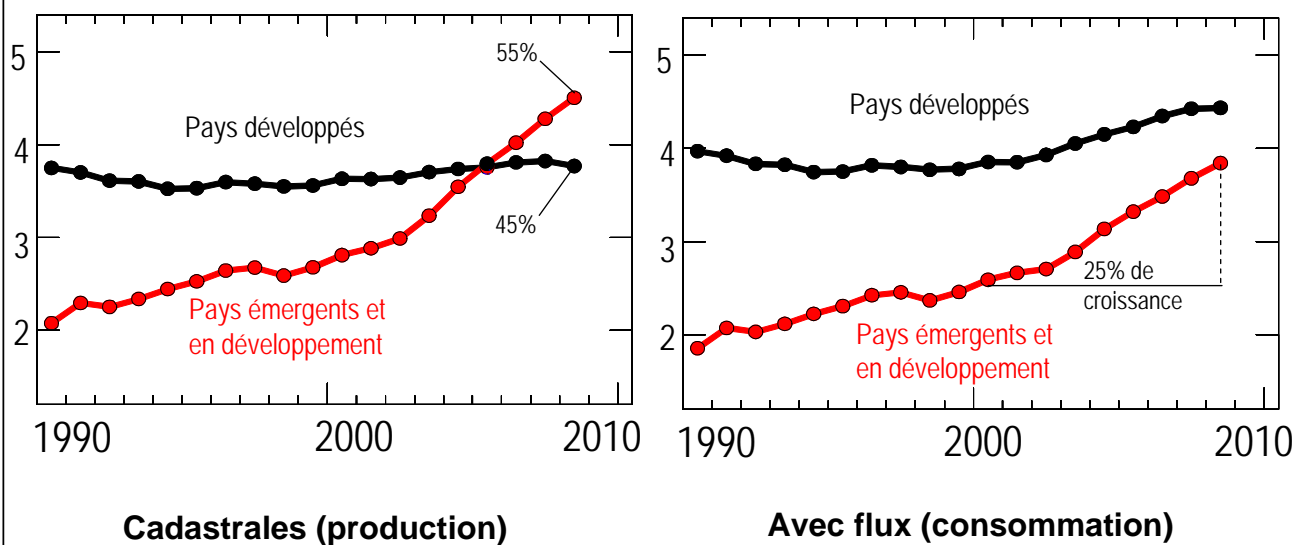 5
4
3
2
55%
Pays développés
45%
Pays émergents et
en développement
1990 2000 2010
Cadastrales (production)
5
4
3
2
Pays développés
25% de
croissance
Pays émergents et
en développement
1990 2000 2010
Avec flux (consommation)